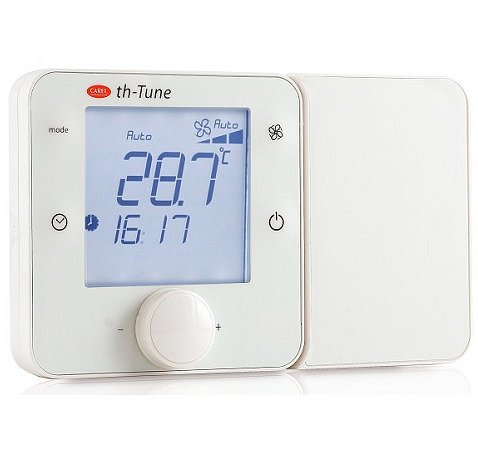 CAREL th-Tune
mode
Auto Auto
28.7 °C
16:17
- +